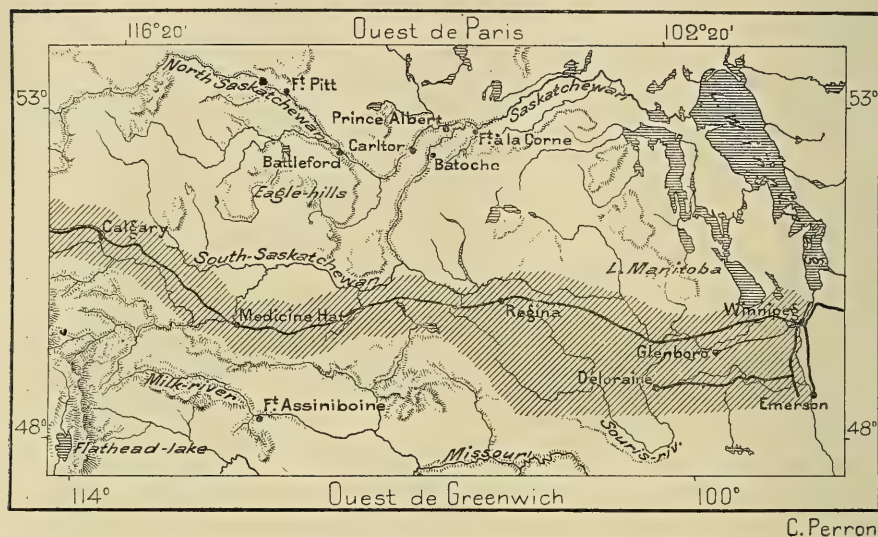 116°20'
Ouest de Paris
102°20'
53°
53°
North Saskatchewan
Ft. Pitt
Prince Albert
Saskatchewan
Ft. à la Corne
Carltor
Battleford
Batoche
Eagle-hills
Calgary
South-Saskatchewan
L. Manitoba
Medicine Hat
Regina
Winnipeg
Glenboro
Déloraine
Milk-river
Ft. Assiniboine
Emerson
48°
48°
Flathead-lake
Missouri
Souris-riv.
114°
Ouest de Greenwich
100°
C. Perron